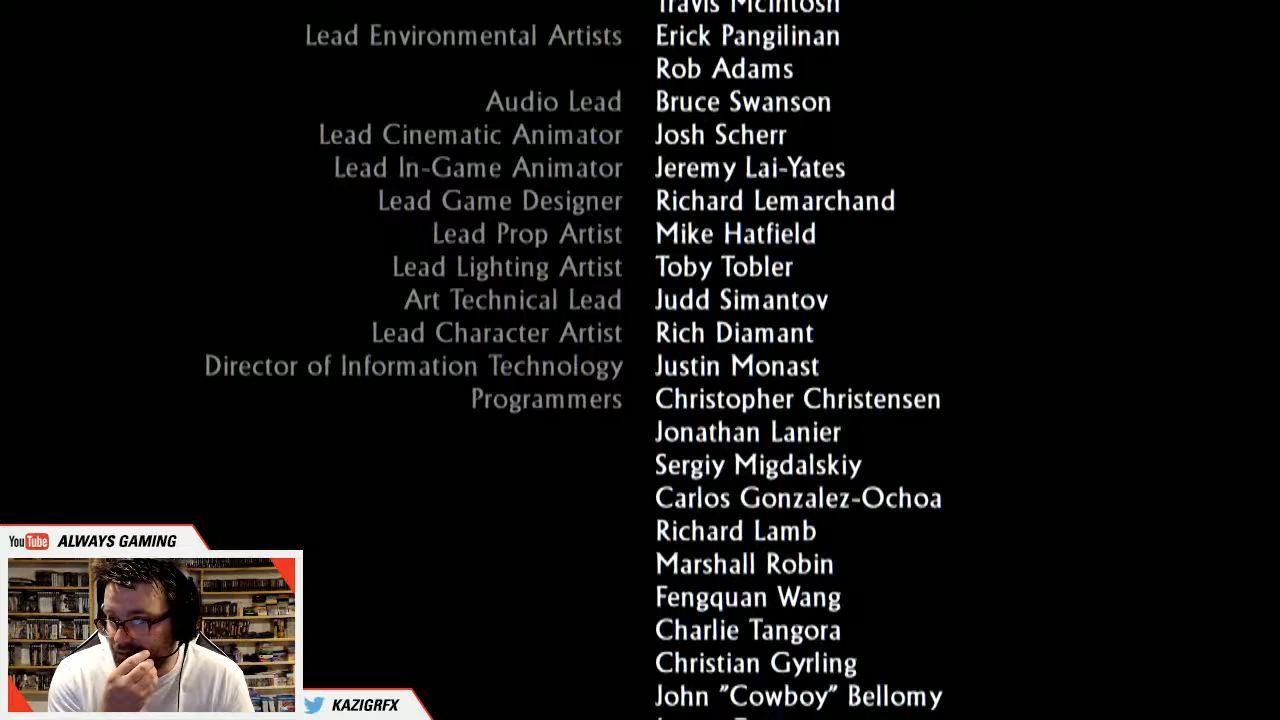 Travis McIntosh
Lead Environmental Artists Erick Pangilinan
Rob Adams
Audio Lead Bruce Swanson
Lead Cinematic Animator Josh Scherr
Lead In-Game Animator Jeremy Lai-Yates
Lead Game Designer Richard Lemarchand
Lead Prop Artist Mike Hatfield
Lead Lighting Artist Toby Tobler
Art Technical Lead Judd Simantov
Lead Character Artist Rich Diamant
Director of Information Technology Justin Monast
Programmers Christopher Christensen
Jonathan Lanier
Sergiy Migdalskiy
Carlos Gonzalez-Ochoa
Richard Lamb
Marshall Robin
Fengquan Wang
Charlie Tangora
Christian Gyrling
John "Cowboy" Bellomy
YouTube ALWAYS GAMING
KAZIGRFX